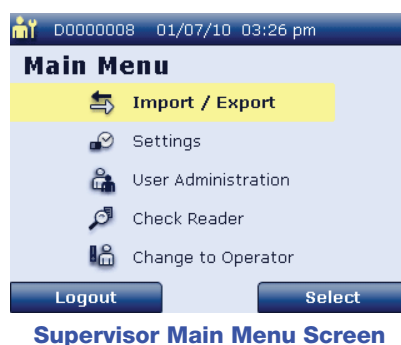 D0000008 01/07/10 03:26 pm
Main Menu
Import / Export
Settings
User Administration
Check Reader
Change to Operator
Logout Select
Supervisor Main Menu Screen